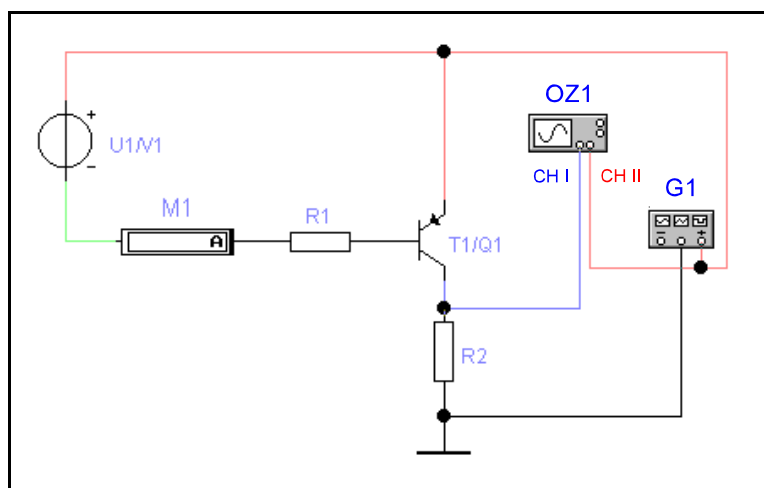 OZ1
+
U1/V1
CH I
CH II
G1
−
M1
− +
R1
A
T1/Q1
R2